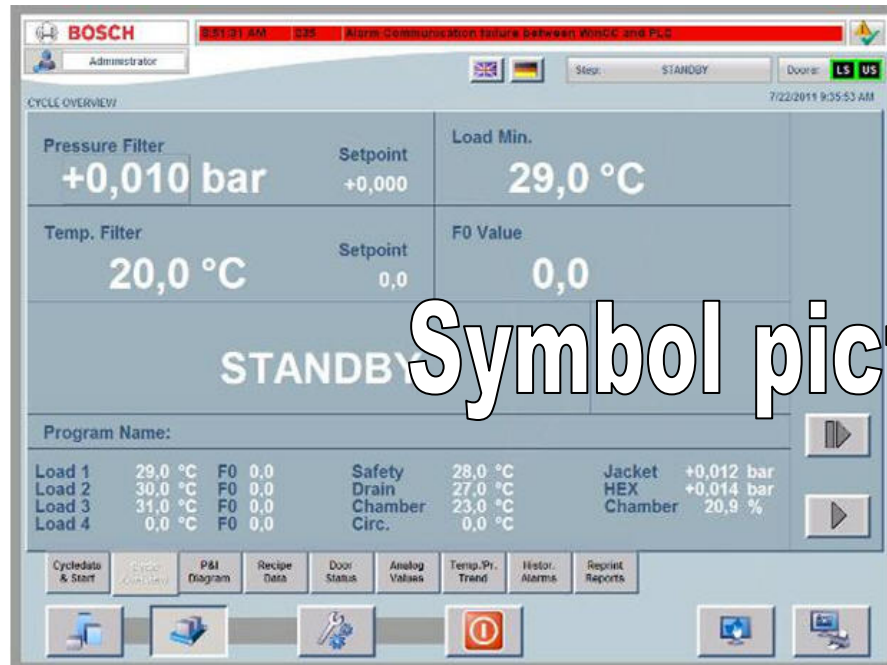 BOSCH
8:51:31 AM 035 Alarm Communication failure between WinCC and PLC
Administrator
Step: STANDBY
Doors: LS US
CYCLE OVERVIEW
7/22/2011 9:35:53 AM
Pressure Filter
+0,010 bar
Setpoint
+0,000
Load Min.
29,0 °C
Temp. Filter
20,0 °C
Setpoint
0,0
F0 Value
0,0
STANDBY
Symbol pic
Program Name:
Load 1 29,0 °C F0 0,0 Safety 28,0 °C Jacket +0,012 bar
Load 2 30,0 °C F0 0,0 Drain 27,0 °C HEX +0,014 bar
Load 3 31,0 °C F0 0,0 Chamber 23,0 °C Chamber 20,9 %
Load 4 0,0 °C F0 0,0 Circ. 0,0 °C
Cycledata & Start
Cycle Overview
P&I Diagram
Recipe Data
Door Status
Analog Values
Temp./Pr. Trend
Histor. Alarms
Reprint Reports